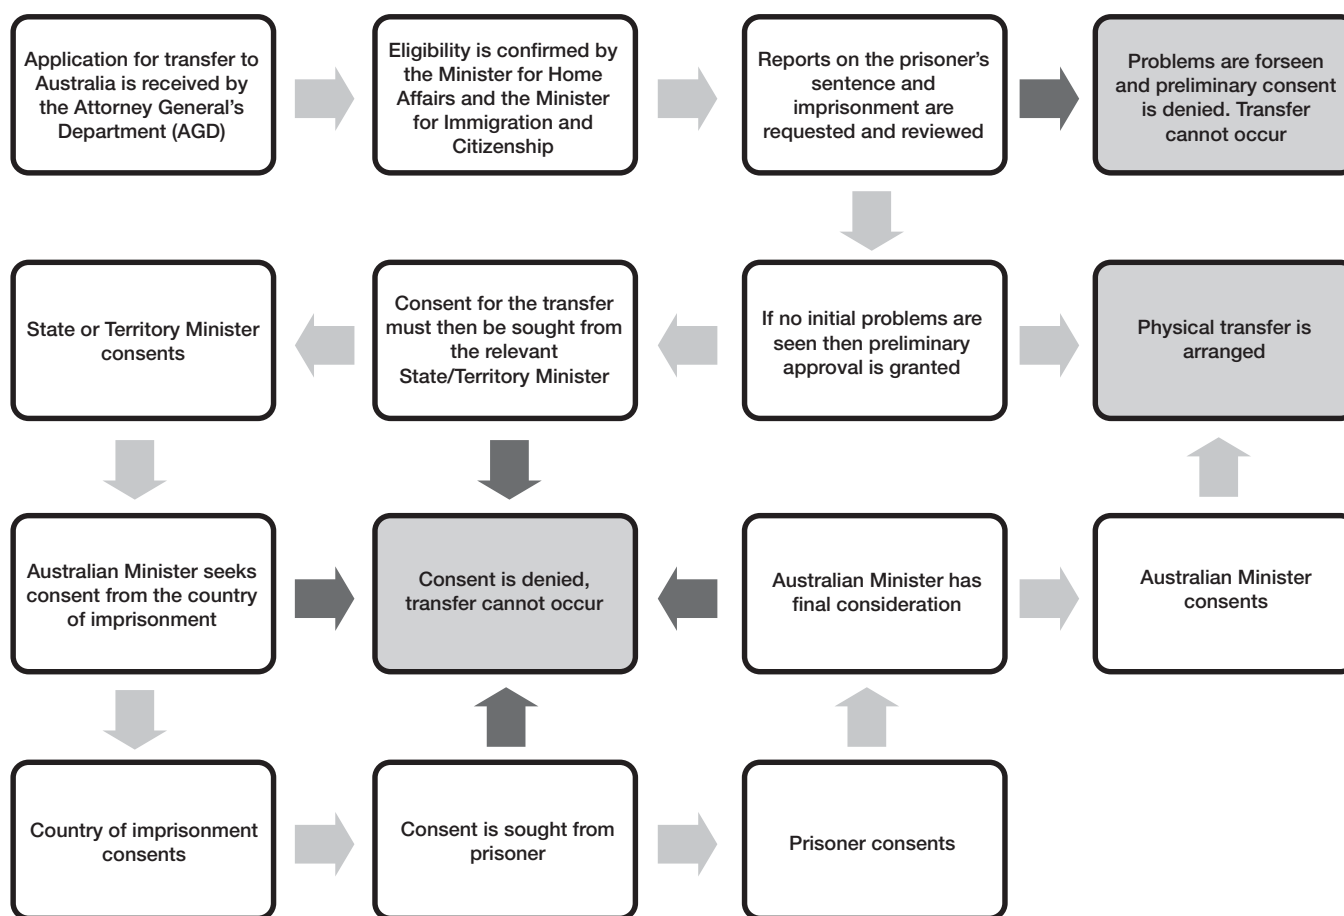 Application for transfer to
Australia is received by
the Attorney General's
Department (AGD)
Eligibility is confirmed by
the Minister for Home
Affairs and the Minister
for Immigration and
Citizenship
Reports on the prisoner's
sentence and
imprisonment are
requested and reviewed
Problems are forseen
and preliminary consent
is denied. Transfer
cannot occur
State or Territory Minister
consents
Consent for the transfer
must then be sought from
the relevant
State/Territory Minister
If no initial problems are
seen then preliminary
approval is granted
Physical transfer is
arranged
Australian Minister seeks
consent from the country
of imprisonment
Consent is denied,
transfer cannot occur
Australian Minister has
final consideration
Australian Minister
consents
Country of imprisonment
consents
Consent is sought from
prisoner
Prisoner consents